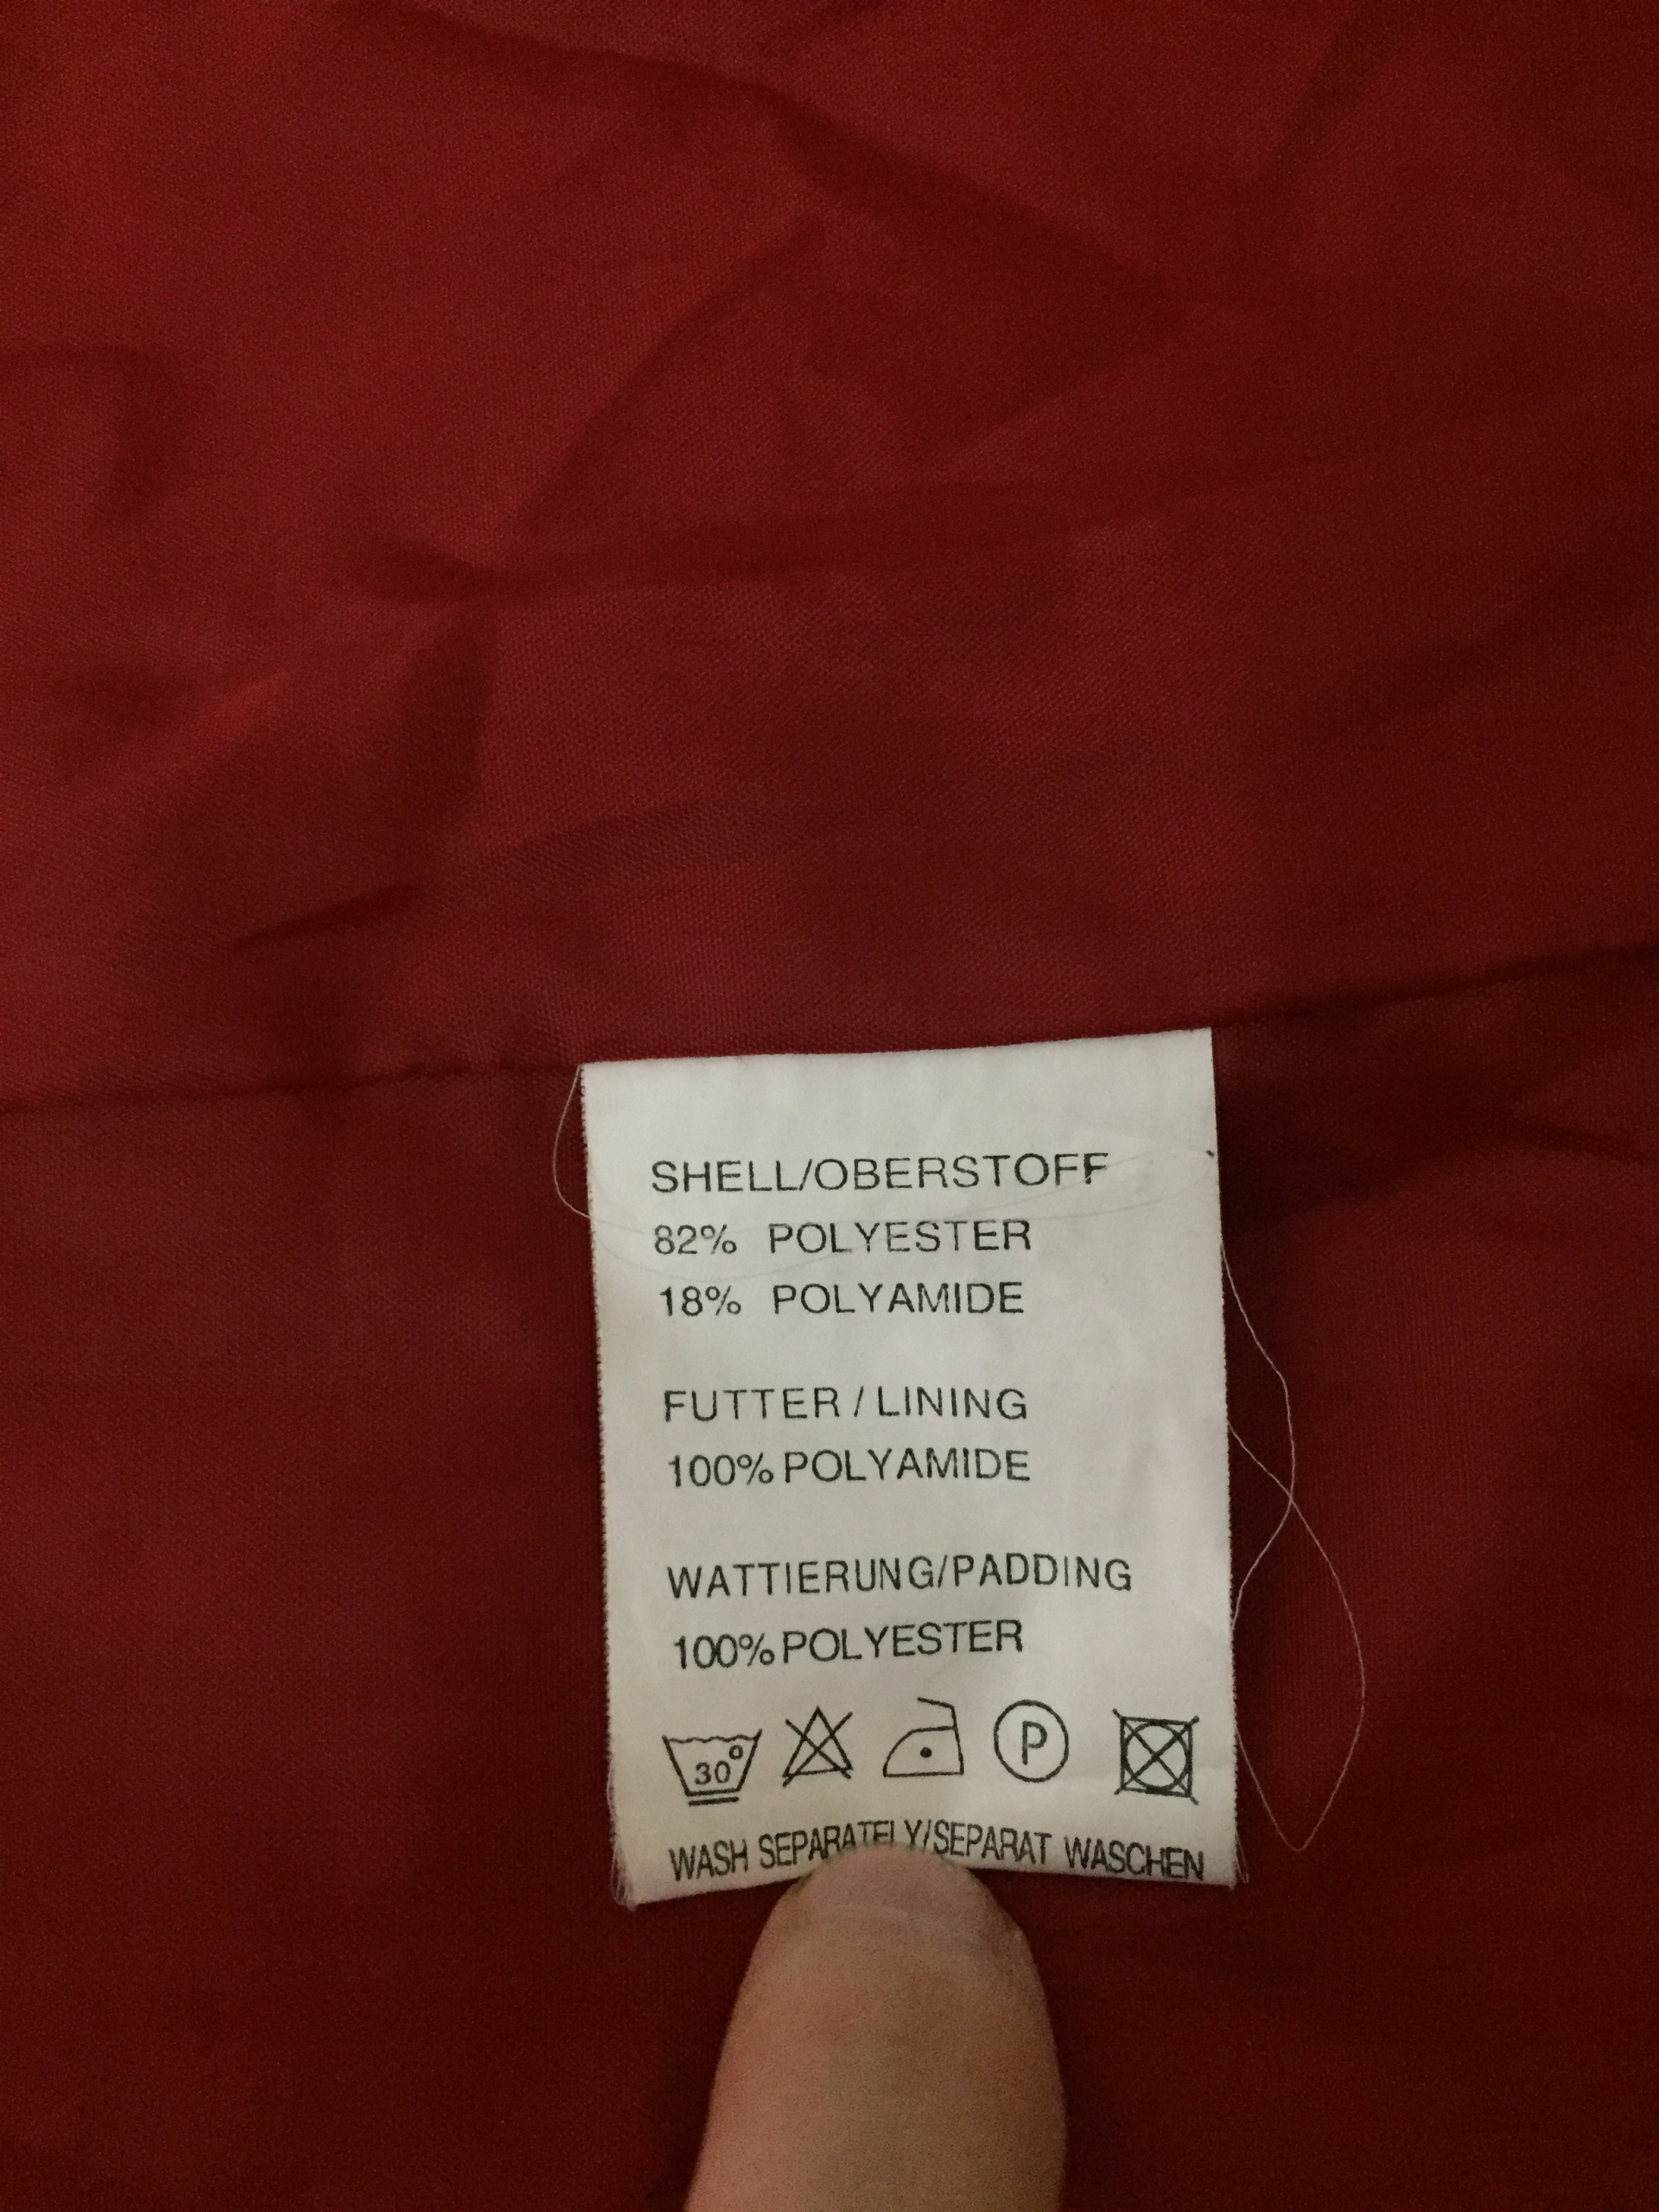 SHELL/OBERSTOFF
82% POLYESTER
18% POLYAMIDE
FUTTER / LINING
100% POLYAMIDE
WATTIERUNG/PADDING
100% POLYESTER
30° P
WASH SEPARATELY/SEPARAT WASCHEN